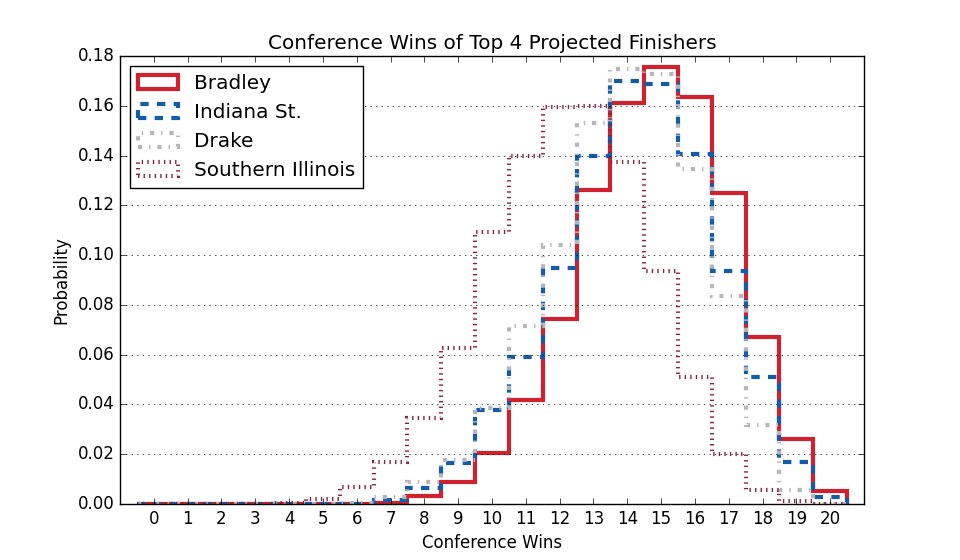 Conference Wins of Top 4 Projected Finishers
Bradley
Indiana St.
Drake
Southern Illinois
Probability
0.18
0.16
0.14
0.12
0.10
0.08
0.06
0.04
0.02
0.00
0 1 2 3 4 5 6 7 8 9 10 11 12 13 14 15 16 17 18 19 20
Conference Wins